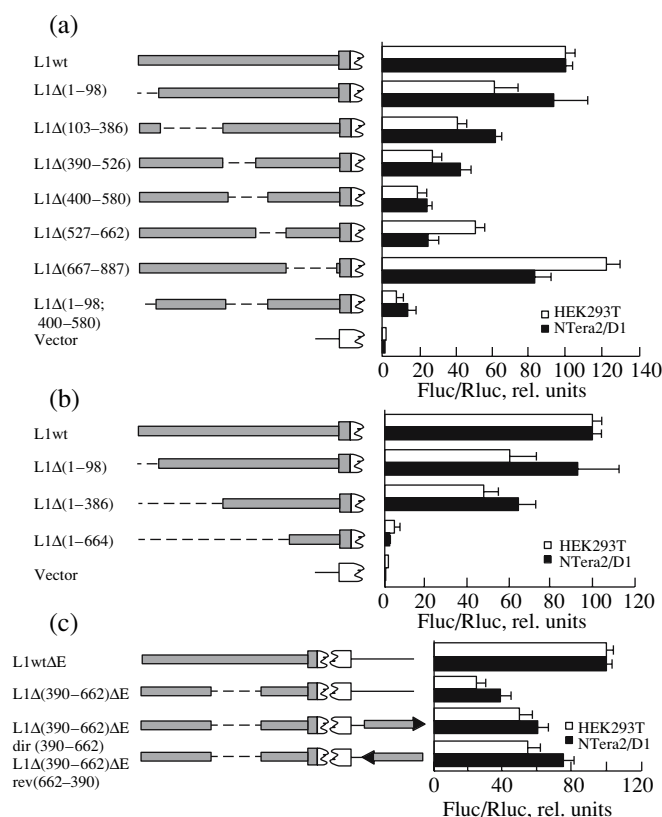 (a)
L1wt
L1Δ(1–98)
L1Δ(103–386)
L1Δ(390–526)
L1Δ(400–580)
L1Δ(527–662)
L1Δ(667–887)
L1Δ(1–98;
400–580)
Vector
HEK293T
NTera2/D1
0 20 40 60 80 100 120 140
Fluc/Rluc, rel. units
(b)
L1wt
L1Δ(1–98)
L1Δ(1–386)
L1Δ(1–664)
Vector
HEK293T
NTera2/D1
0 20 40 60 80 100 120
Fluc/Rluc, rel. units
(c)
L1wtΔE
L1Δ(390–662)ΔE
L1Δ(390–662)ΔE
dir (390–662)
L1Δ(390–662)ΔE
rev(662–390)
HEK293T
NTera2/D1
0 40 80 120
Fluc/Rluc, rel. units